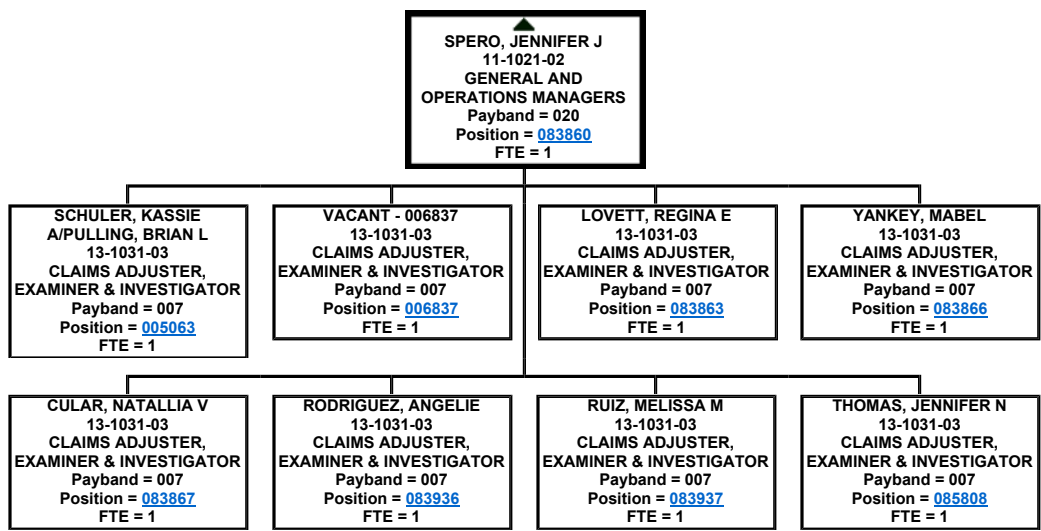 SPERO, JENNIFER J
11-1021-02
GENERAL AND
OPERATIONS MANAGERS
Payband = 020
Position = 083860
FTE = 1
SCHULER, KASSIE
A/PULLING, BRIAN L
13-1031-03
CLAIMS ADJUSTER,
EXAMINER & INVESTIGATOR
Payband = 007
Position = 005063
FTE = 1
VACANT - 006837
13-1031-03
CLAIMS ADJUSTER,
EXAMINER & INVESTIGATOR
Payband = 007
Position = 006837
FTE = 1
LOVETT, REGINA E
13-1031-03
CLAIMS ADJUSTER,
EXAMINER & INVESTIGATOR
Payband = 007
Position = 083863
FTE = 1
YANKEY, MABEL
13-1031-03
CLAIMS ADJUSTER,
EXAMINER & INVESTIGATOR
Payband = 007
Position = 083866
FTE = 1
CULAR, NATALLIA V
13-1031-03
CLAIMS ADJUSTER,
EXAMINER & INVESTIGATOR
Payband = 007
Position = 083867
FTE = 1
RODRIGUEZ, ANGELIE
13-1031-03
CLAIMS ADJUSTER,
EXAMINER & INVESTIGATOR
Payband = 007
Position = 083936
FTE = 1
RUIZ, MELISSA M
13-1031-03
CLAIMS ADJUSTER,
EXAMINER & INVESTIGATOR
Payband = 007
Position = 083937
FTE = 1
THOMAS, JENNIFER N
13-1031-03
CLAIMS ADJUSTER,
EXAMINER & INVESTIGATOR
Payband = 007
Position = 085808
FTE = 1